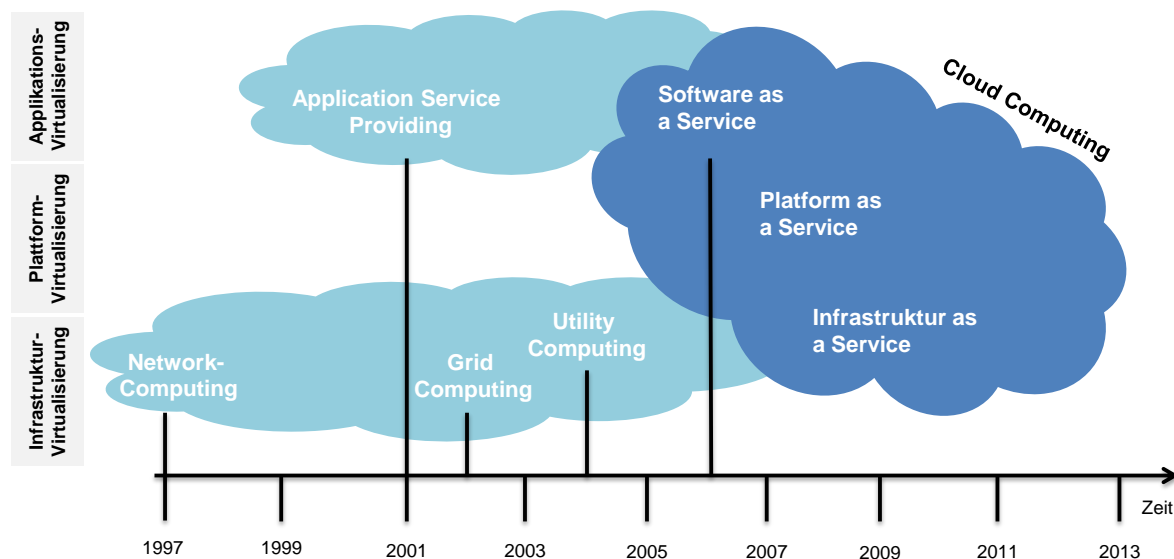 Applikations-
Virtualisierung
Plattform-
Virtualisierung
Infrastruktur-
Virtualisierung
Application Service
Providing
Software as
a Service
Cloud Computing
Platform as
a Service
Infrastruktur as
a Service
Utility
Computing
Network-
Computing
Grid
Computing
Zeit
1997
1999
2001
2003
2005
2007
2009
2011
2013